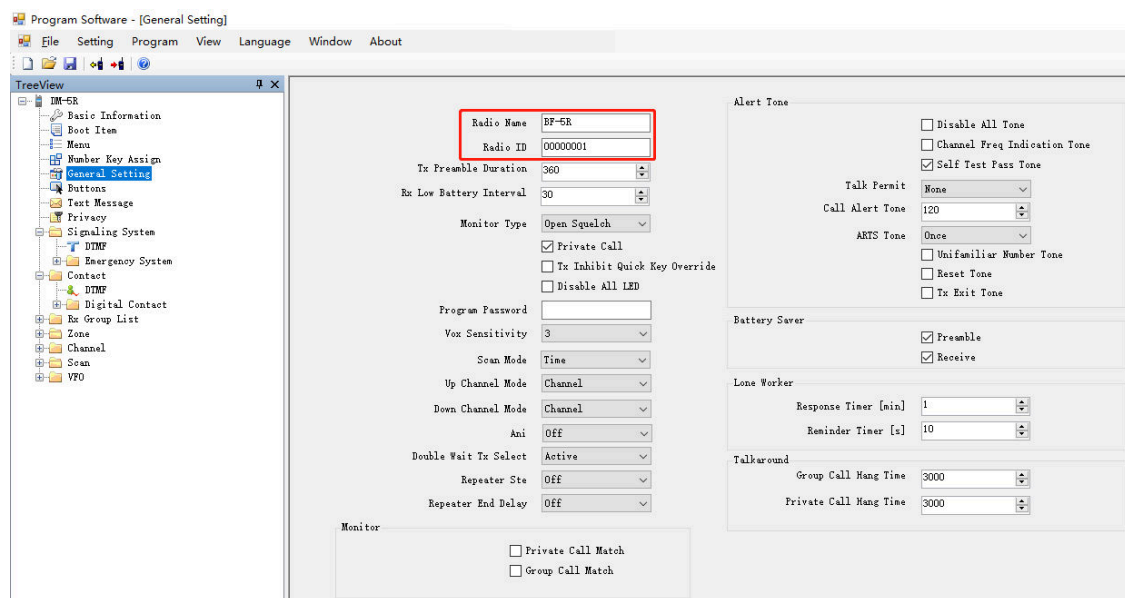 Program Software - [General Setting]
File Setting Program View Language Window About
TreeView
DM-5R
Basic Information
Boot Item
Menu
Number Key Assign
General Setting
Buttons
Text Message
Privacy
Signaling System
DTMF
Emergency System
Contact
DTMF
Digital Contact
Rx Group List
Zone
Channel
Scan
VFO
Radio Name BF-5R
Radio ID 00000001
Tx Preamble Duration 360
Rx Low Battery Interval 30
Monitor Type Open Squelch
Private Call
Tx Inhibit Quick Key Override
Disable All LED
Program Password
Vox Sensitivity 3
Scan Mode Time
Up Channel Mode Channel
Down Channel Mode Channel
Ani Off
Double Wait Tx Select Active
Repeater Ste Off
Repeater End Delay Off
Monitor
Private Call Match
Group Call Match
Alert Tone
Disable All Tone
Channel Freq Indication Tone
Self Test Pass Tone
Talk Permit None
Call Alert Tone 120
ARTS Tone Once
Unifamiliar Number Tone
Reset Tone
Tx Exit Tone
Battery Saver
Preamble
Receive
Lone Worker
Response Timer [min] 1
Reminder Timer [s] 10
Talkaround
Group Call Hang Time 3000
Private Call Hang Time 3000